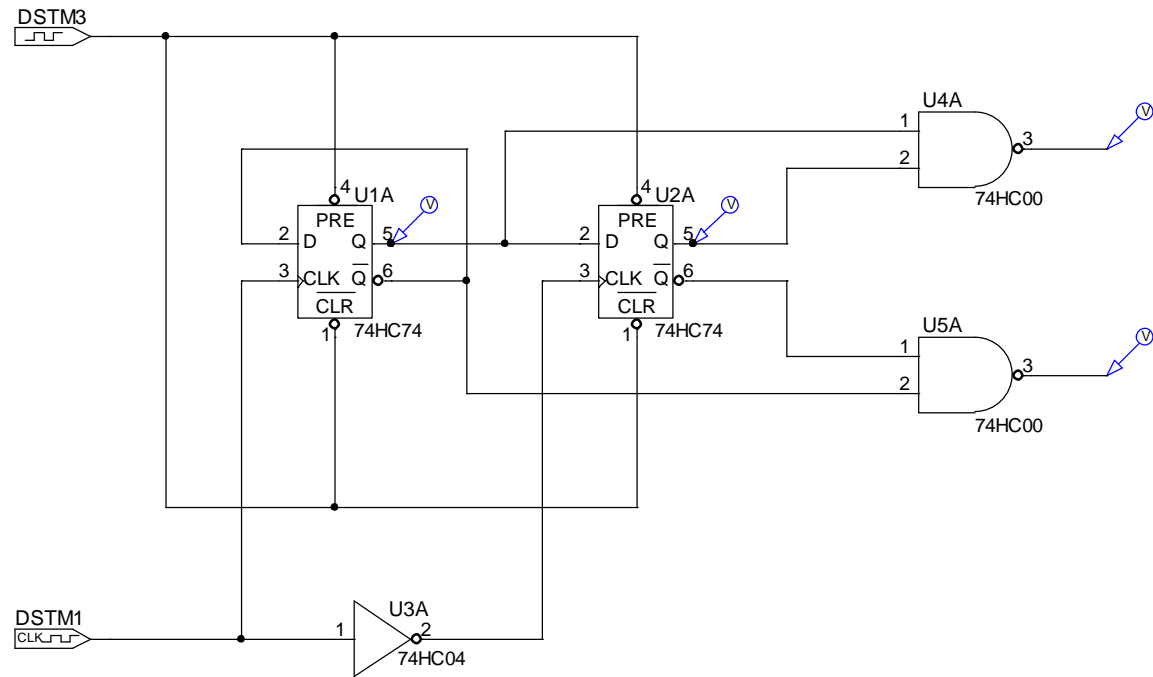 DSTM3
U4A
1
3
2
74HC00
4
U1A
PRE
2
D
Q
5
3
CLK
Q
6
CLR
1
74HC74
V
4
U2A
PRE
2
D
Q
5
3
CLK
Q
6
CLR
1
74HC74
V
V
U5A
1
3
2
74HC00
V
DSTM1
CLK
U3A
1
2
74HC04